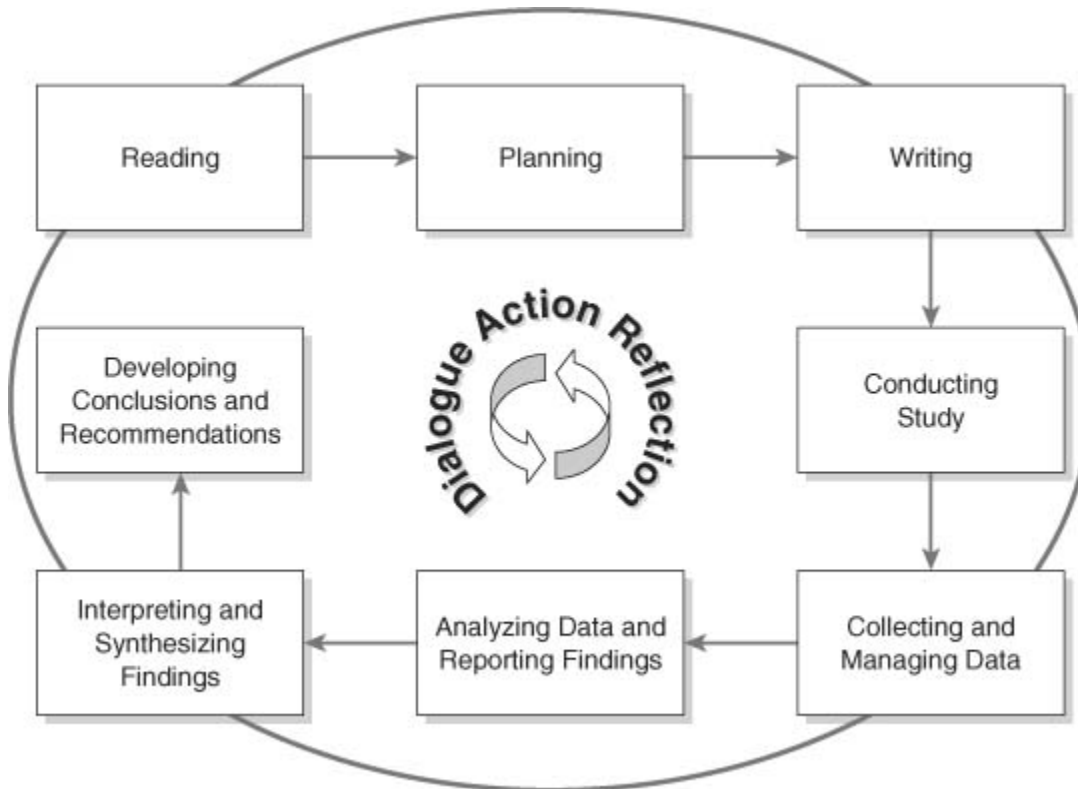 Reading
Planning
Writing
Dialogue Action Reflection
Developing
Conclusions and
Recommendations
Conducting
Study
Interpreting and
Synthesizing
Findings
Analyzing Data and
Reporting Findings
Collecting and
Managing Data